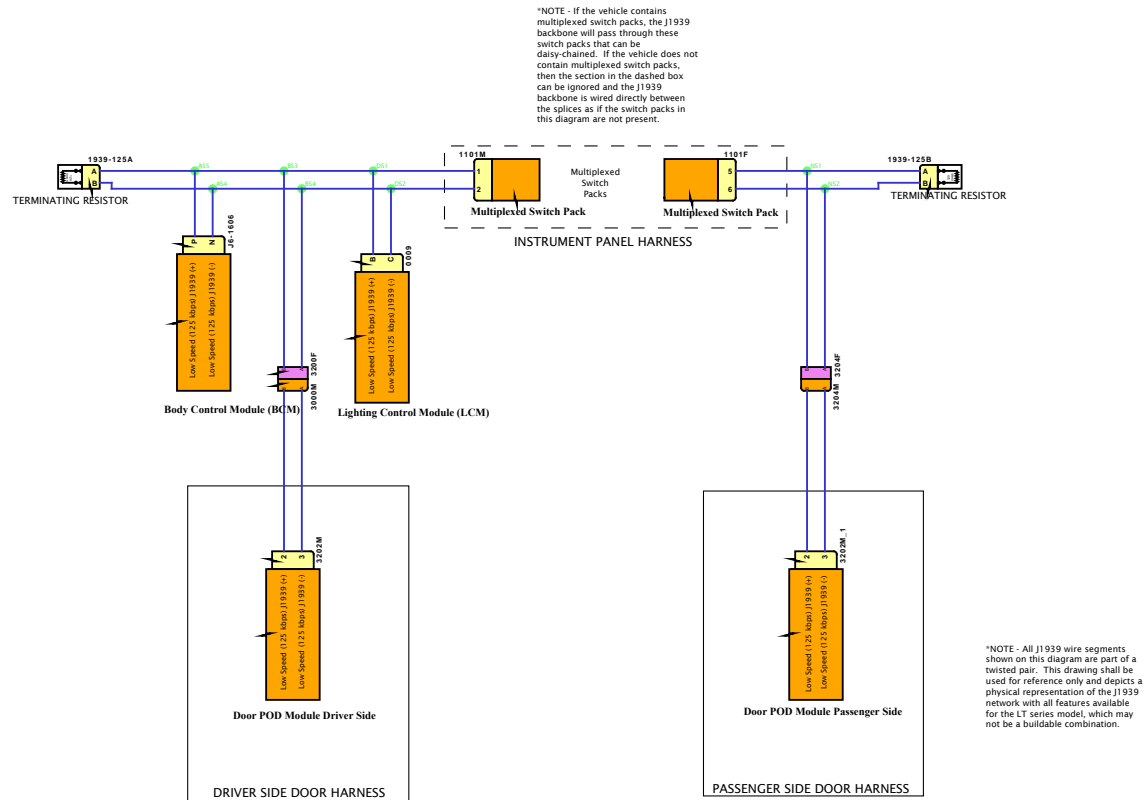 *NOTE - If the vehicle contains
multiplexed switch packs, the J1939
backbone will pass through these
switch packs that can be
daisy-chained.  If the vehicle does not
contain multiplexed switch packs,
then the section in the dashed box
can be ignored and the J1939
backbone is wired directly between
the splices as if the switch packs in
this diagram are not present.
1939-125A
A
B
TERMINATING RESISTOR
AS5
AS4
BS3
BS4
DS1
DS2
1101M
1
2
Multiplexed Switch Pack
Multiplexed
Switch
Packs
1101F
5
6
Multiplexed Switch Pack
INSTRUMENT PANEL HARNESS
NS1
NS2
1939-125B
A
B
TERMINATING RESISTOR
P
N
J6-1606
Low Speed (125 kbps) J1939 (+)
Low Speed (125 kbps) J1939 (-)
Body Control Module (BCM)
B
C
0009
Low Speed (125 kbps) J1939 (+)
Low Speed (125 kbps) J1939 (-)
Lighting Control Module (LCM)
3200F
3000M
3204F
3204M
2
3
3202M
Low Speed (125 kbps) J1939 (+)
Low Speed (125 kbps) J1939 (-)
Door POD Module Driver Side
DRIVER SIDE DOOR HARNESS
2
3
3202M_1
Low Speed (125 kbps) J1939 (+)
Low Speed (125 kbps) J1939 (-)
Door POD Module Passenger Side
PASSENGER SIDE DOOR HARNESS
*NOTE - All J1939 wire segments
shown on this diagram are part of a
twisted pair.  This drawing shall be
used for reference only and depicts a
physical representation of the J1939
network with all features available
for the LT series model, which may
not be a buildable combination.